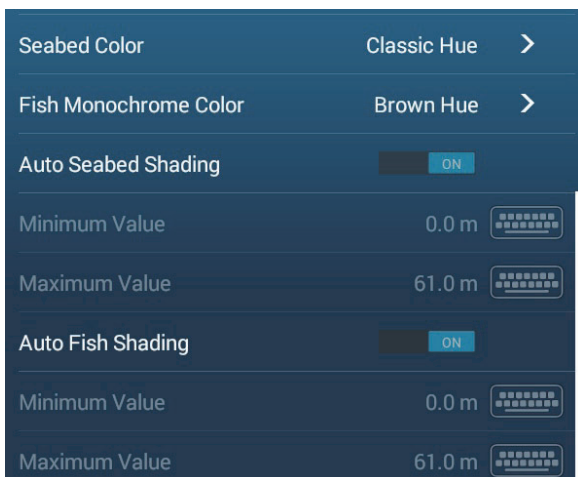 Seabed Color Classic Hue >
Fish Monochrome Color Brown Hue >
Auto Seabed Shading ON
Minimum Value 0.0 m
Maximum Value 61.0 m
Auto Fish Shading ON
Minimum Value 0.0 m
Maximum Value 61.0 m